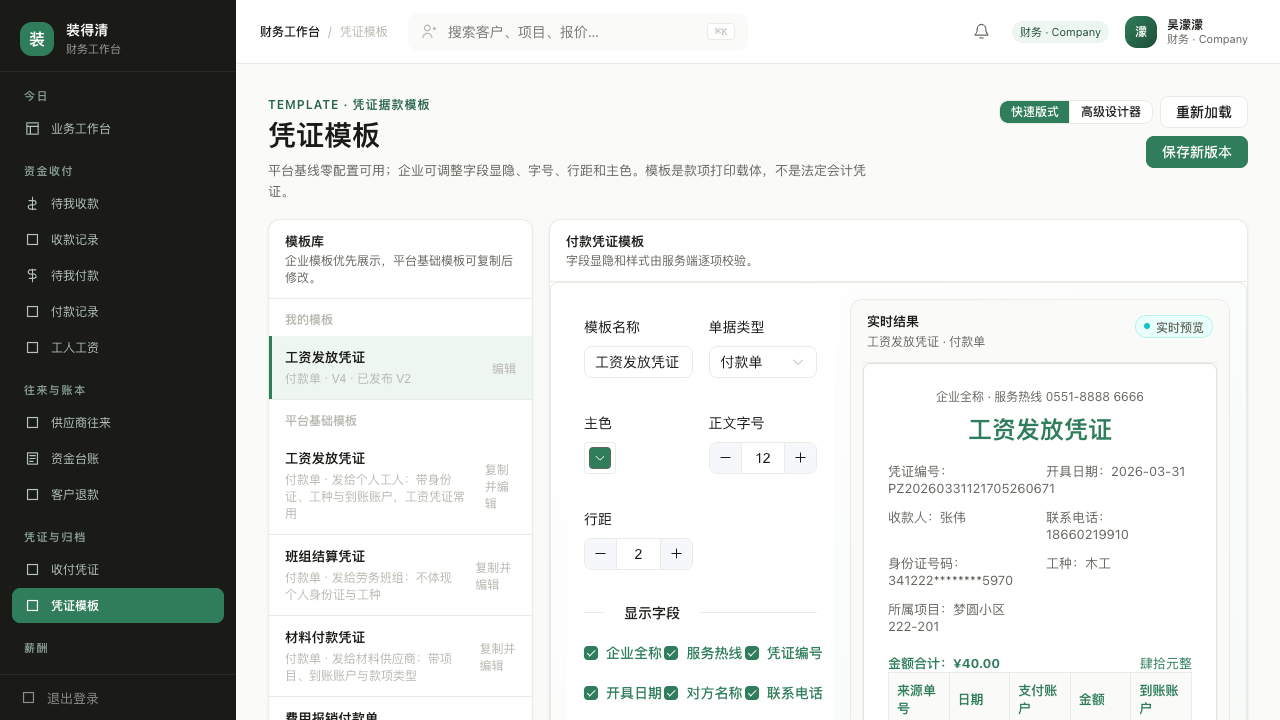 装
装得清
财务工作台
今日
业务工作台
资金收付
待我收款
收款记录
待我付款
付款记录
工人工资
往来与账本
供应商往来
资金台账
客户退款
凭证与归档
收付凭证
凭证模板
薪酬
退出登录
财务工作台 / 凭证模板
搜索客户、项目、报价…
⌘K
财务 · Company
濛
吴濛濛
财务 · Company
TEMPLATE · 凭证据款模板
凭证模板
平台基线零配置可用；企业可调整字段显隐、字号、行距和主色。模板是款项打印载体，不是法定会计凭
证。
快速版式
高级设计器
重新加载
保存新版本
模板库
企业模板优先展示，平台基础模板可复制后
修改。
我的模板
工资发放凭证
付款单 · V4 · 已发布 V2
编辑
平台基础模板
工资发放凭证
付款单 · 发给个人工人：带身份
证、工种与到账账户，工资凭证常
用
复制
并编
辑
班组结算凭证
付款单 · 发给劳务班组：不体现
个人身份证与工种
复制并
编辑
材料付款凭证
付款单 · 发给材料供应商：带项
目、到账账户与款项类型
复制并
编辑
费用报销付款单
付款凭证模板
字段显隐和样式由服务端逐项校验。
模板名称
单据类型
工资发放凭证
付款单
主色
正文字号
12
行距
2
显示字段
企业全称
服务热线
凭证编号
开具日期
对方名称
联系电话
实时结果
工资发放凭证 · 付款单
实时预览
企业全称 · 服务热线 0551-8888 6666
工资发放凭证
凭证编号：
PZ20260331121705260671
开具日期：2026-03-31
收款人：张伟
联系电话：
18660219910
身份证号码：
341222********5970
工种：木工
所属项目：梦圆小区
222-201
金额合计：¥40.00
肆拾元整
来源单
号
日期
支付账
户
金额
到账账
户